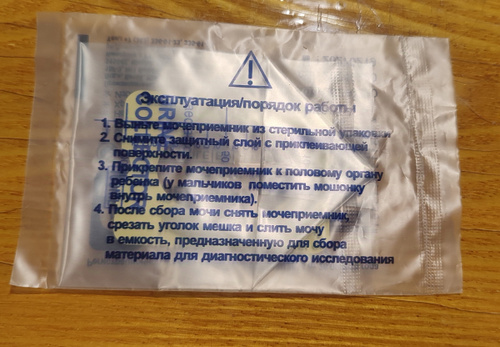 Эксплуатация/порядок работы
1. Выньте мочеприемник из стерильной упаковки
2. Снимите защитный слой с приклеивающей
поверхности.
3. Прикрепите мочеприемник к половому органу
ребенка (у мальчиков поместить мошонку
внутрь мочеприемника).
4. После сбора мочи снять мочеприемник,
срезать уголок мешка и слить мочу
в емкость, предназначенную для сбора
материала для диагностического исследования